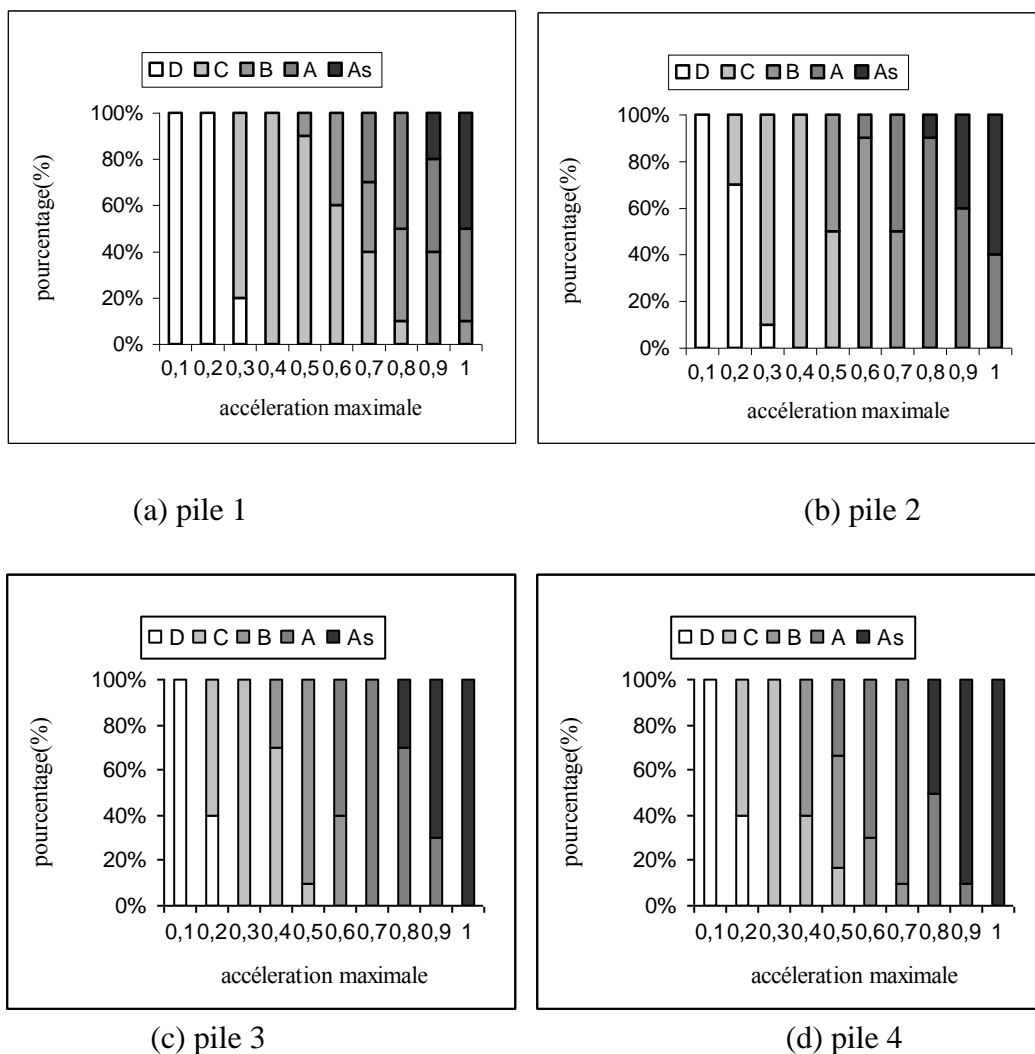 D C B A As
100%
80%
60%
40%
20%
0%
0,1 0,2 0,3 0,4 0,5 0,6 0,7 0,8 0,9 1
pourcentage(%)
accéleration maximale
(a) pile 1
D C B A As
100%
80%
60%
40%
20%
0%
0,1 0,2 0,3 0,4 0,5 0,6 0,7 0,8 0,9 1
pourcentage(%)
accéleration maximale
(b) pile 2
D C B A As
100%
80%
60%
40%
20%
0%
0,1 0,2 0,3 0,4 0,5 0,6 0,7 0,8 0,9 1
pourcentage(%)
accéleration maximale
(c) pile 3
D C B A As
100%
80%
60%
40%
20%
0%
0,1 0,2 0,3 0,4 0,5 0,6 0,7 0,8 0,9 1
pourcentage(%)
accéleration maximale
(d) pile 4